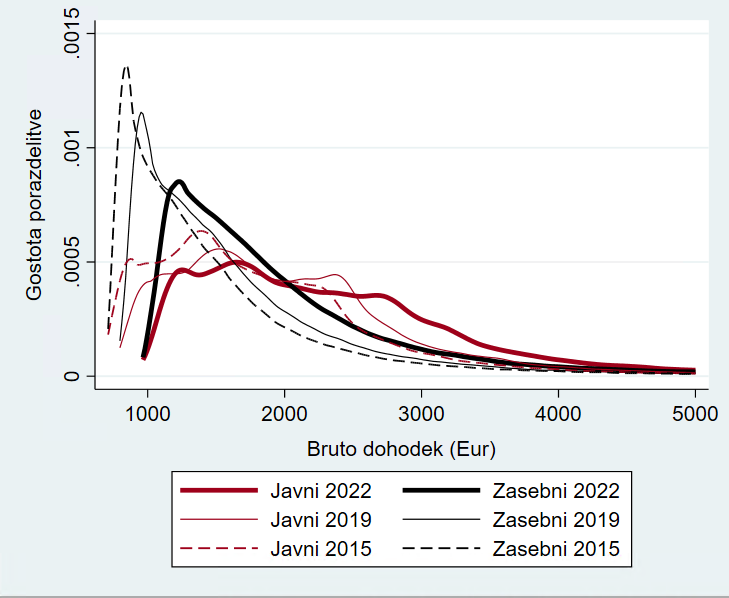 Gostota porazdelitve
.0015
.001
.0005
0
1000 2000 3000 4000 5000
Bruto dohodek (Eur)
Javni 2022 Zasebni 2022
Javni 2019 Zasebni 2019
Javni 2015 Zasebni 2015